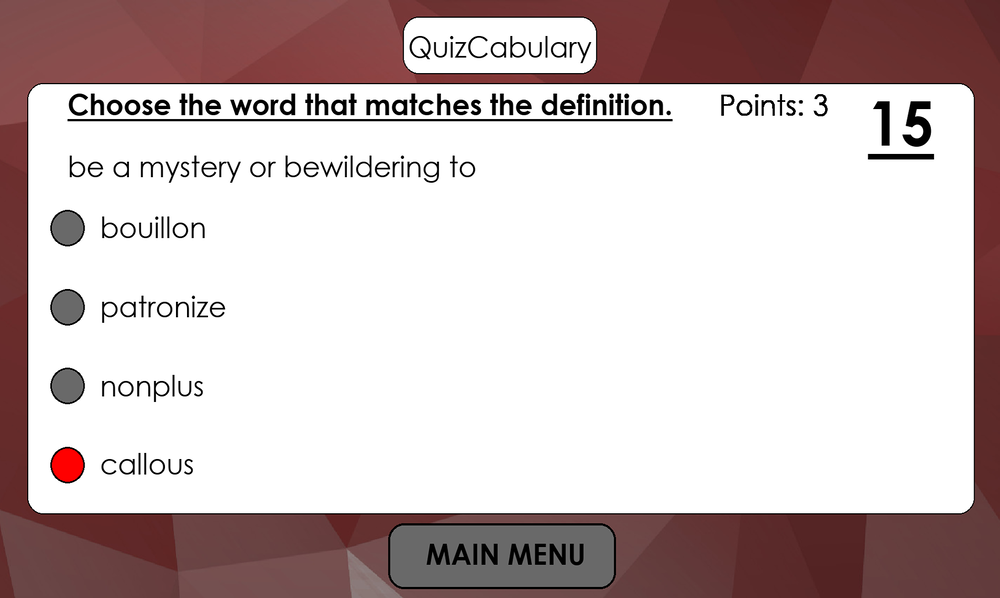 QuizCabulary
Choose the word that matches the definition.
Points: 3
15
be a mystery or bewildering to
bouillon
patronize
nonplus
callous
MAIN MENU